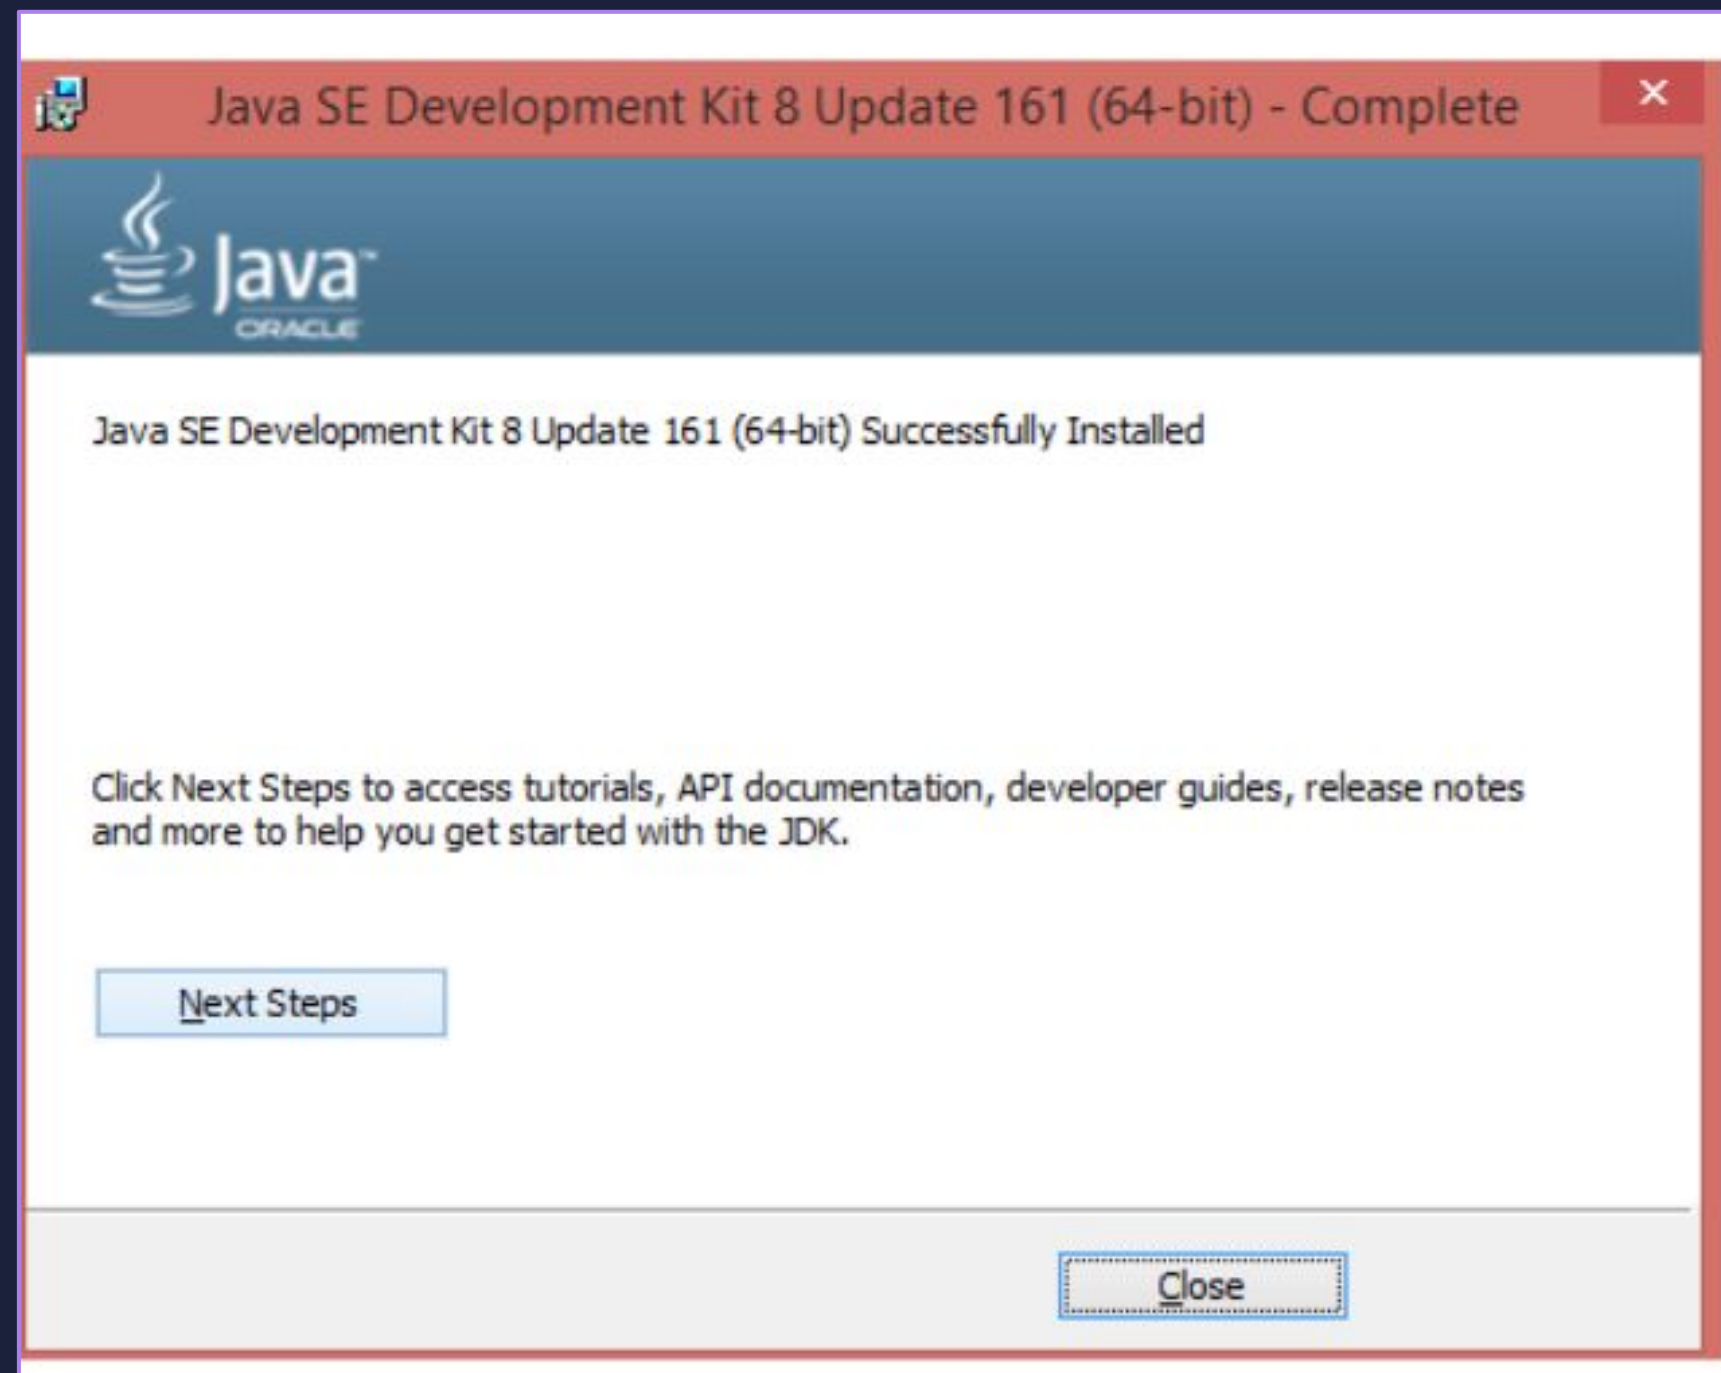 Java SE Development Kit 8 Update 161 (64-bit) - Complete
Java™
ORACLE
Java SE Development Kit 8 Update 161 (64-bit) Successfully Installed
Click Next Steps to access tutorials, API documentation, developer guides, release notes
and more to help you get started with the JDK.
Next Steps
Close